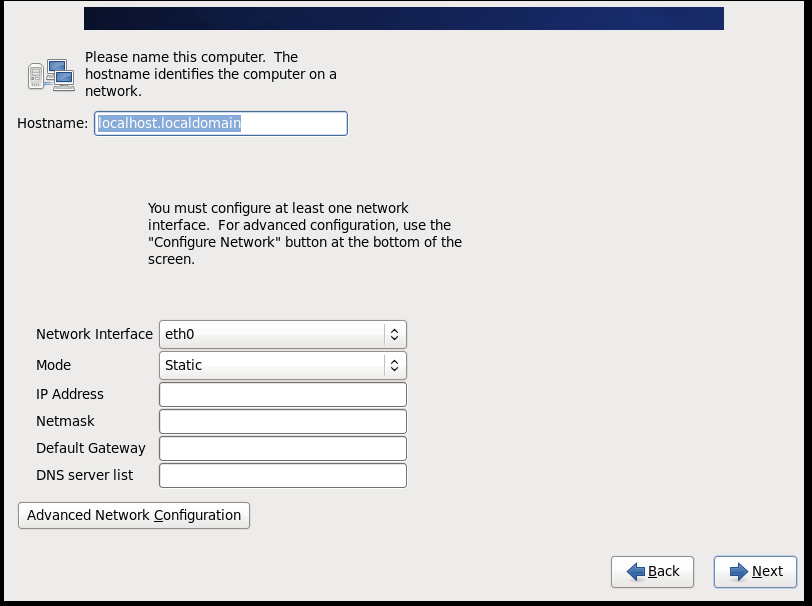 Please name this computer.  The
hostname identifies the computer on a
network.
Hostname: localhost.localdomain
You must configure at least one network
interface.  For advanced configuration, use the
"Configure Network" button at the bottom of the
screen.
Network Interface eth0
Mode Static
IP Address
Netmask
Default Gateway
DNS server list
Advanced Network Configuration
Back Next